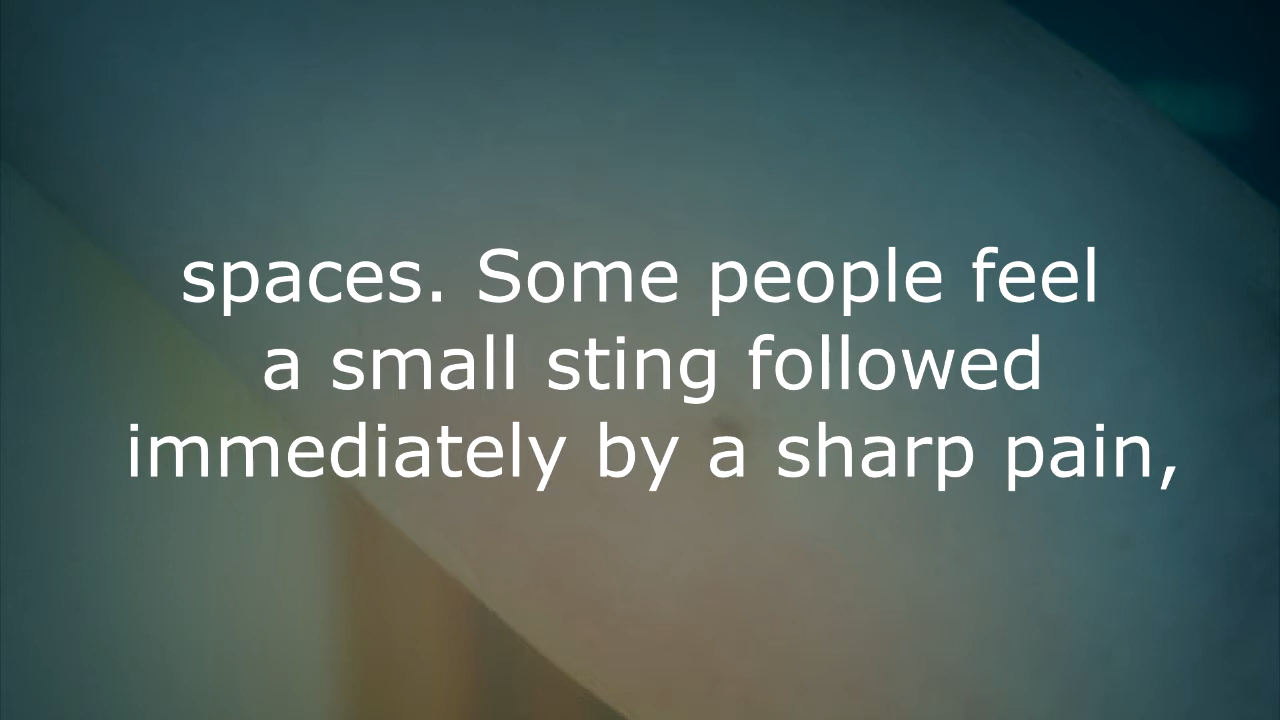 spaces. Some people feel
a small sting followed
immediately by a sharp pain,